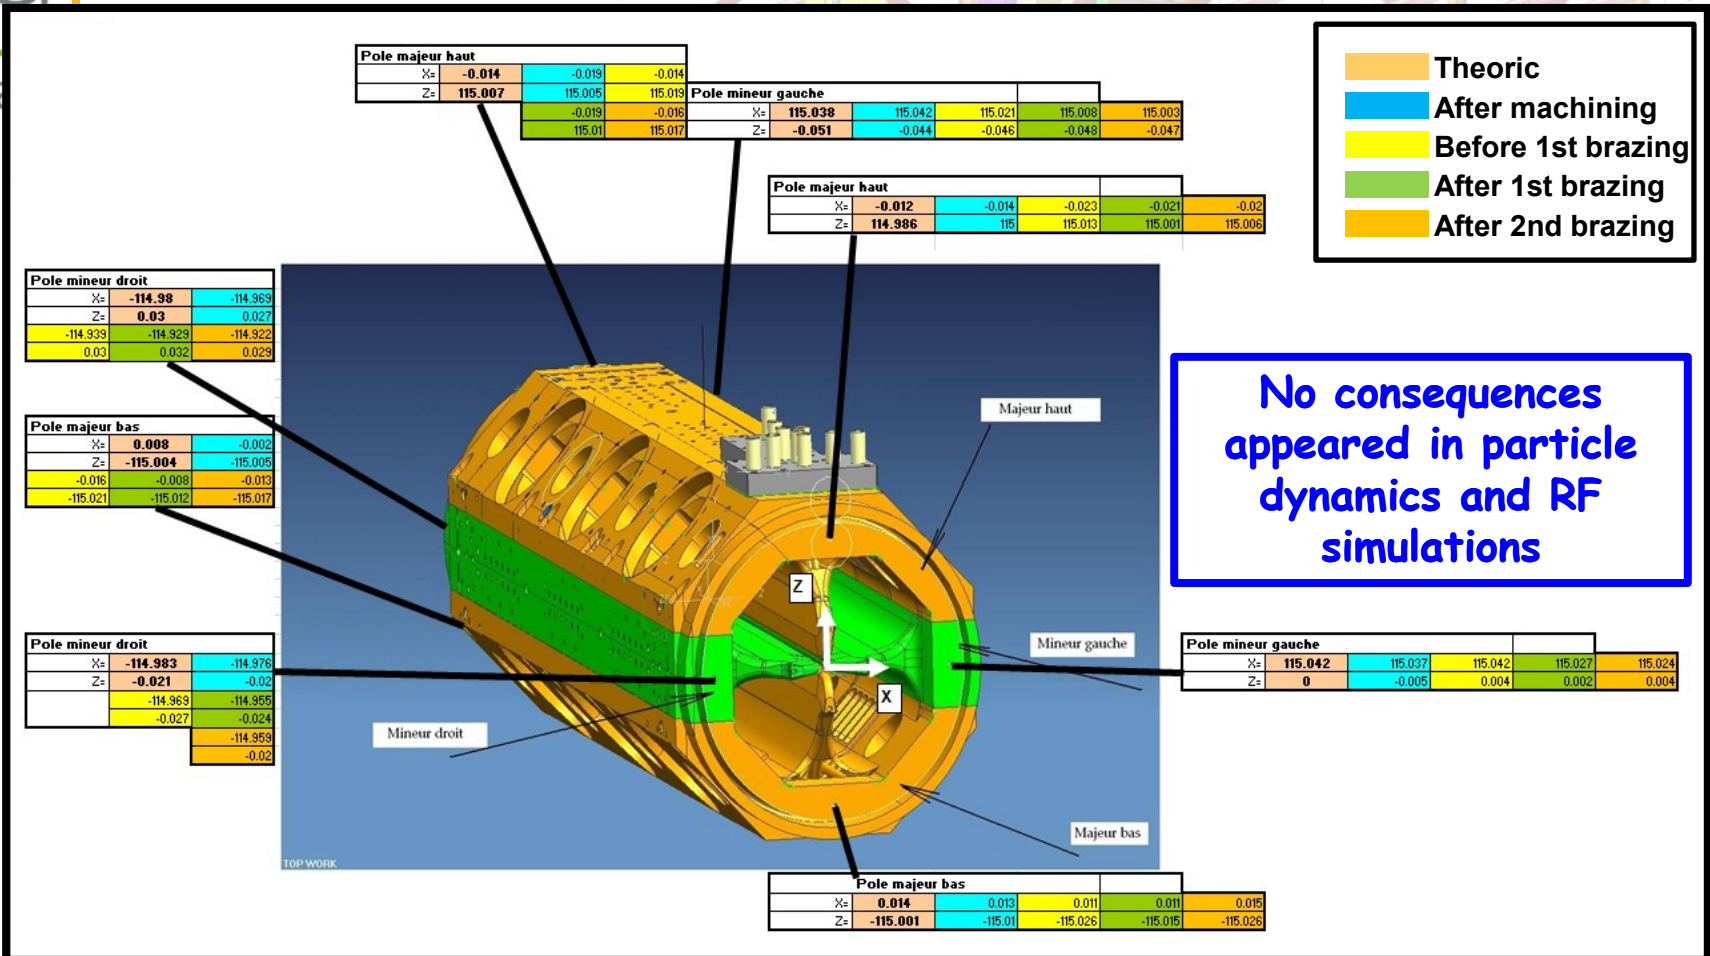 Pole majeur haut
X= -0.014 -0.019 -0.014
Z= 115.007 115.005 115.019
-0.019 -0.016
115.01 115.017
Pole mineur gauche
X= 115.038 115.042 115.021 115.008 115.003
Z= -0.051 -0.044 -0.046 -0.048 -0.047
Pole majeur haut
X= -0.012 -0.014 -0.023 -0.021 -0.02
Z= 114.986 115 115.013 115.001 115.006
Theoric
After machining
Before 1st brazing
After 1st brazing
After 2nd brazing
Pole mineur droit
X= -114.98 -114.969
Z= 0.03 0.027
-114.939 -114.929 -114.922
0.03 0.032 0.029
Pole majeur bas
X= 0.008 -0.002
Z= -115.004 -115.005
-0.016 -0.008 -0.013
-115.021 -115.012 -115.017
Pole mineur droit
X= -114.983 -114.976
Z= -0.021 -0.02
-114.969 -114.955
-0.027 -0.024
-114.959
-0.02
Majeur haut
Z
X
Mineur gauche
Mineur droit
Majeur bas
TOP WORK
No consequences
appeared in particle
dynamics and RF
simulations
Pole mineur gauche
X= 115.042 115.037 115.042 115.027 115.024
Z= 0 -0.005 0.004 0.002 0.004
Pole majeur bas
X= 0.014 0.013 0.011 0.011 0.015
Z= -115.001 -115.01 -115.026 -115.015 -115.026